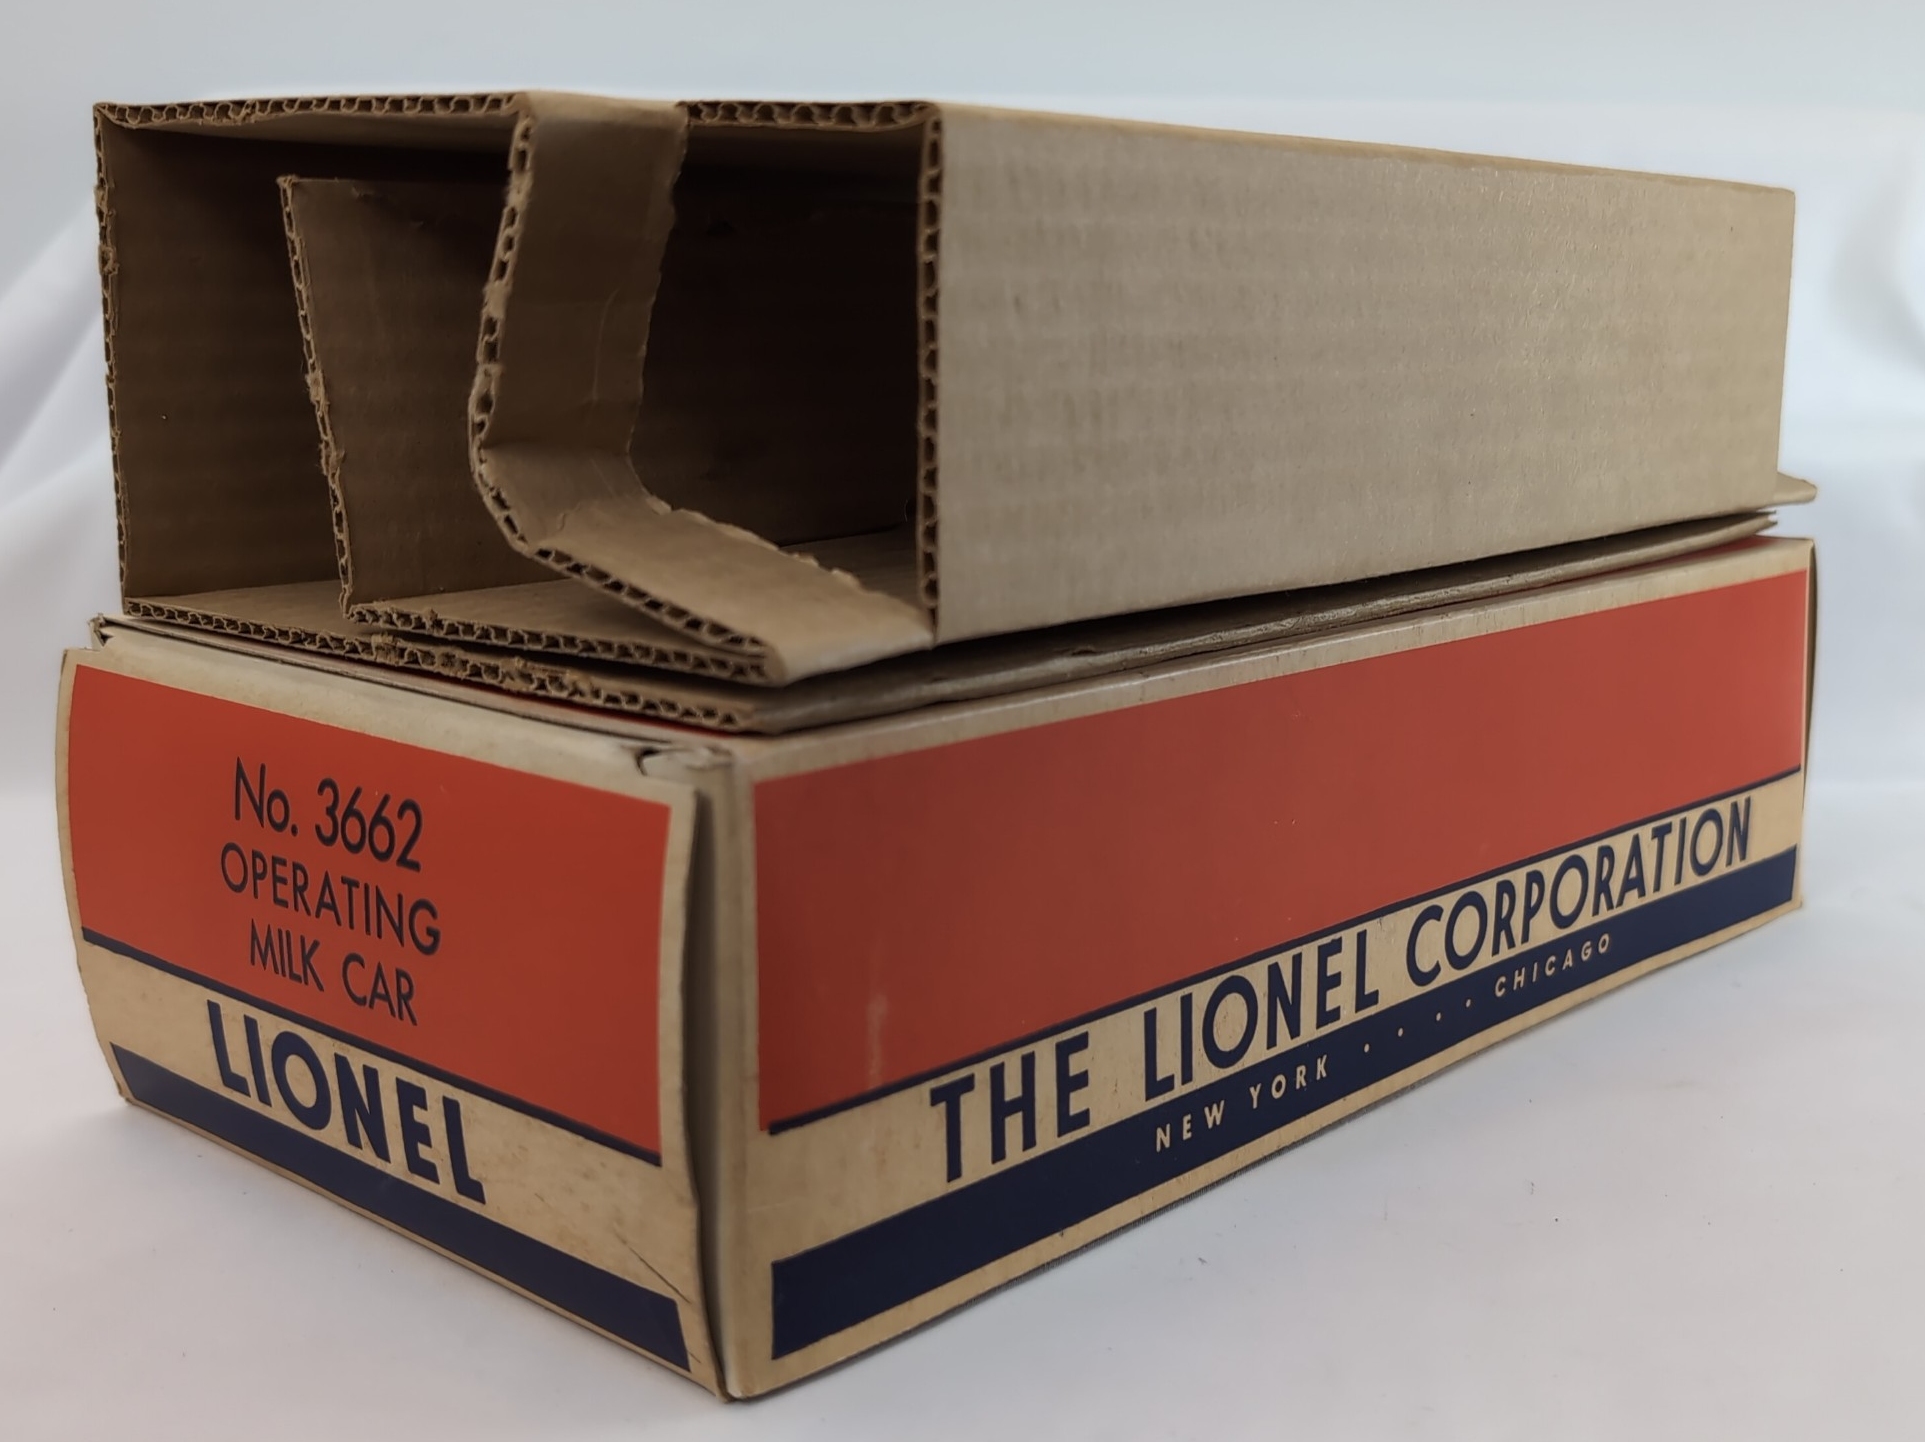 No. 3662
OPERATING
MILK CAR
LIONEL
THE LIONEL CORPORATION
NEW YORK . . . . CHICAGO